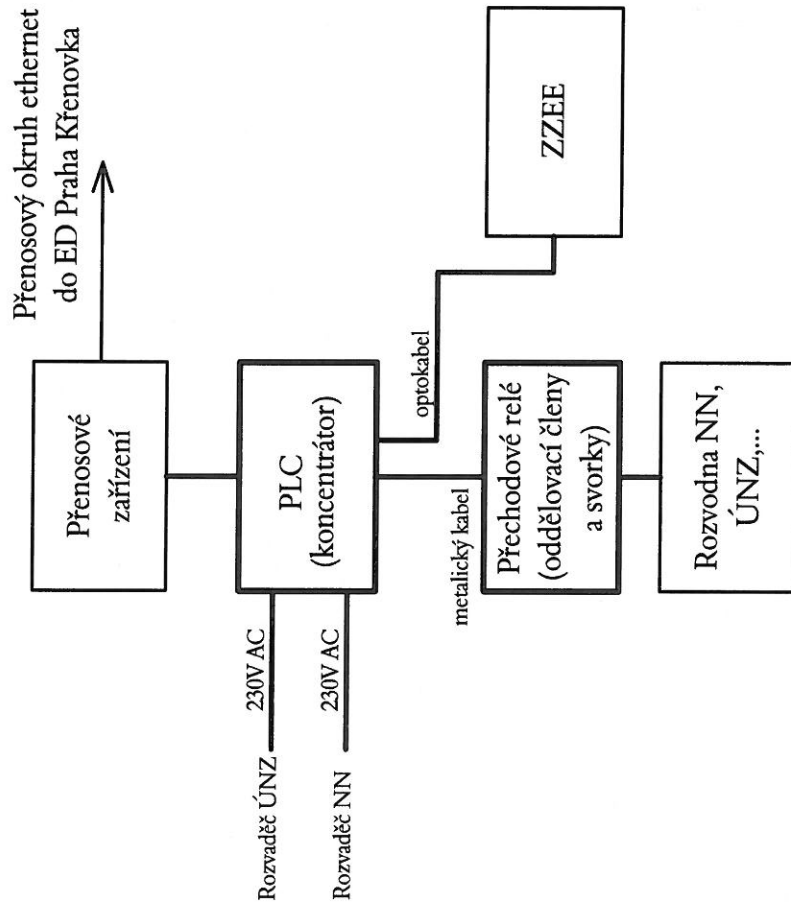 Přenosový okruh ethernet
do ED Praha Křenovka
Přenosové
zařízení
PLC
(koncentrátor)
230V AC
Rozvaděč ÚNZ
230V AC
Rozvaděč NN
optokabel
ZZEE
metalický kabel
Přechodové relé
(oddělovací členy
a svorky)
Rozvodna NN,
ÚNZ,...